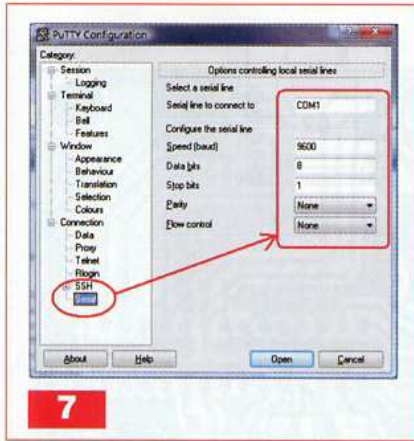 PuTTY Configuration
Category:
Session
Logging
Terminal
Keyboard
Bell
Features
Window
Appearance
Behaviour
Translation
Selection
Colours
Connection
Data
Proxy
Telnet
Rlogin
SSH
Serial
Options controlling local serial lines
Select a serial line
Serial line to connect to COM1
Configure the serial line
Speed (baud) 9600
Data bits 8
Stop bits 1
Parity None
Flow control None
About Help Open Cancel
7